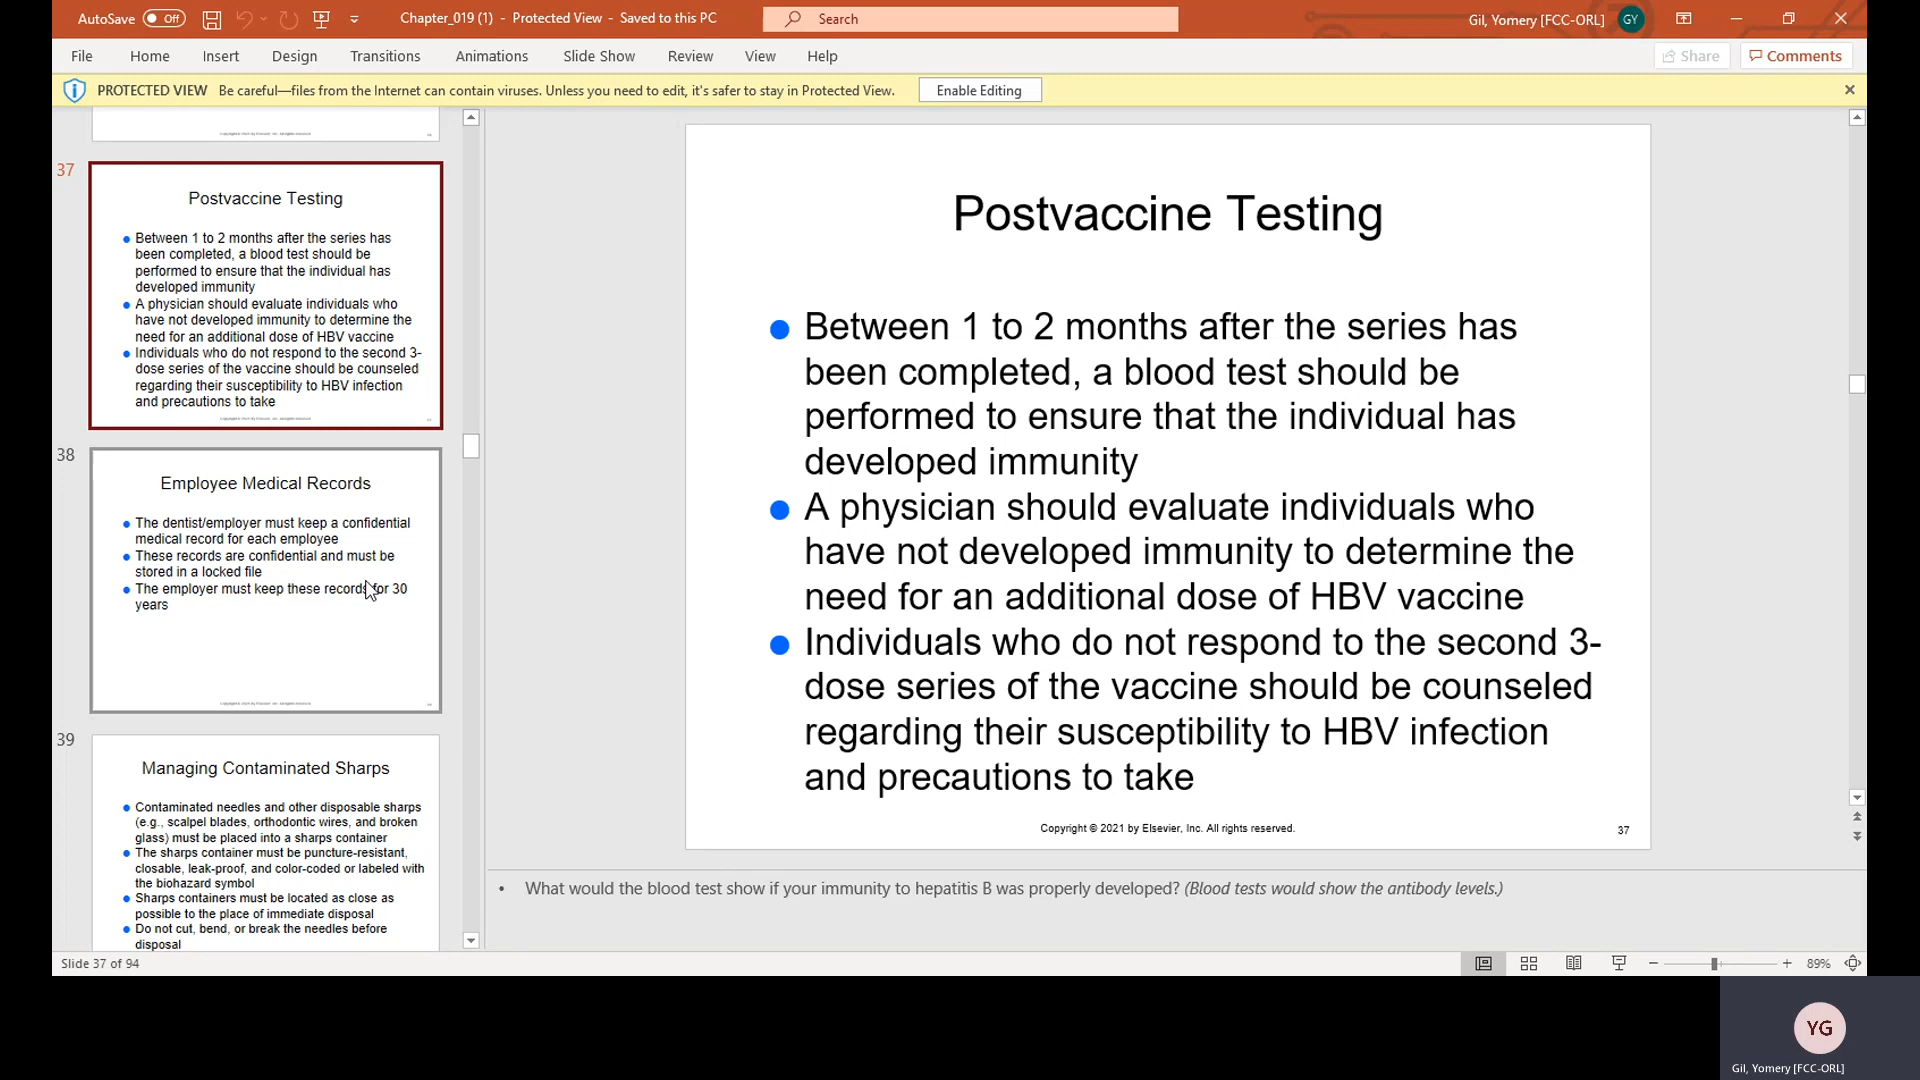 AutoSave Off Chapter_019 (1) - Protected View - Saved to this PC Search Gil, Yomery [FCC-ORL] GY
File Home Insert Design Transitions Animations Slide Show Review View Help Share Comments
PROTECTED VIEW Be careful—files from the Internet can contain viruses. Unless you need to edit, it's safer to stay in Protected View. Enable Editing
37
Postvaccine Testing
Between 1 to 2 months after the series has
been completed, a blood test should be
performed to ensure that the individual has
developed immunity
A physician should evaluate individuals who
have not developed immunity to determine the
need for an additional dose of HBV vaccine
Individuals who do not respond to the second 3-
dose series of the vaccine should be counseled
regarding their susceptibility to HBV infection
and precautions to take
38
Employee Medical Records
The dentist/employer must keep a confidential
medical record for each employee
These records are confidential and must be
stored in a locked file
The employer must keep these records for 30
years
39
Managing Contaminated Sharps
Contaminated needles and other disposable sharps
(e.g., scalpel blades, orthodontic wires, and broken
glass) must be placed into a sharps container
The sharps container must be puncture-resistant,
closable, leak-proof, and color-coded or labeled with
the biohazard symbol
Sharps containers must be located as close as
possible to the place of immediate disposal
Do not cut, bend, or break the needles before
disposal
Postvaccine Testing
● Between 1 to 2 months after the series has
been completed, a blood test should be
performed to ensure that the individual has
developed immunity
● A physician should evaluate individuals who
have not developed immunity to determine the
need for an additional dose of HBV vaccine
● Individuals who do not respond to the second 3-
dose series of the vaccine should be counseled
regarding their susceptibility to HBV infection
and precautions to take
Copyright © 2021 by Elsevier, Inc. All rights reserved. 37
• What would the blood test show if your immunity to hepatitis B was properly developed? (Blood tests would show the antibody levels.)
Slide 37 of 94 89%
YG
Gil, Yomery [FCC-ORL]